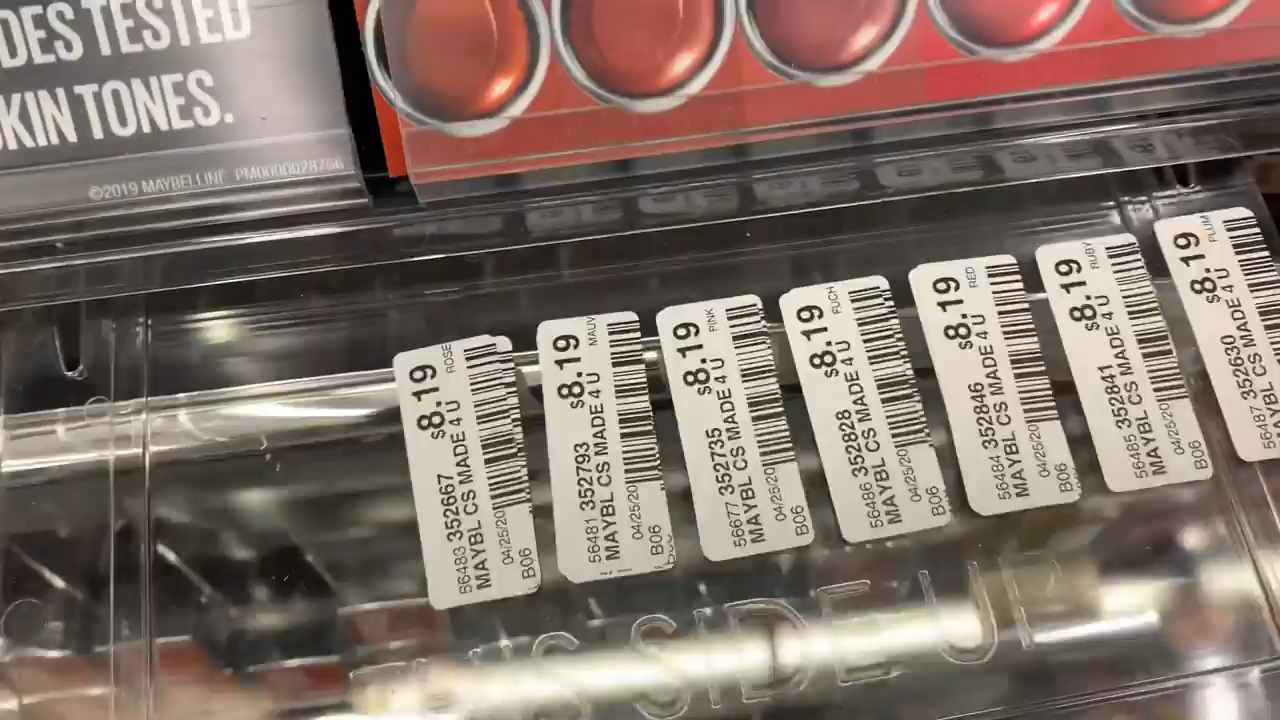 DES TESTED
KIN TONES.
©2019 MAYBELLINE PM0000028766
$8.19 ROSE
56483 352667
MAYBL CS MADE 4 U
04/25/20
B06
$8.19 MAUV
56481 352793
MAYBL CS MADE 4 U
04/25/20
B06
$8.19 PINK
56677 352735
MAYBL CS MADE 4 U
04/25/20
B06
$8.19 FUCH
56486 352828
MAYBL CS MADE 4 U
04/25/20
B06
$8.19 RED
56484 352846
MAYBL CS MADE 4 U
04/25/20
B06
$8.19 RUBY
56485 352841
MAYBL CS MADE 4 U
04/25/20
B06
$8.19 PLUM
56487 352630
MAYBL CS MADE 4 U
SIDE UP